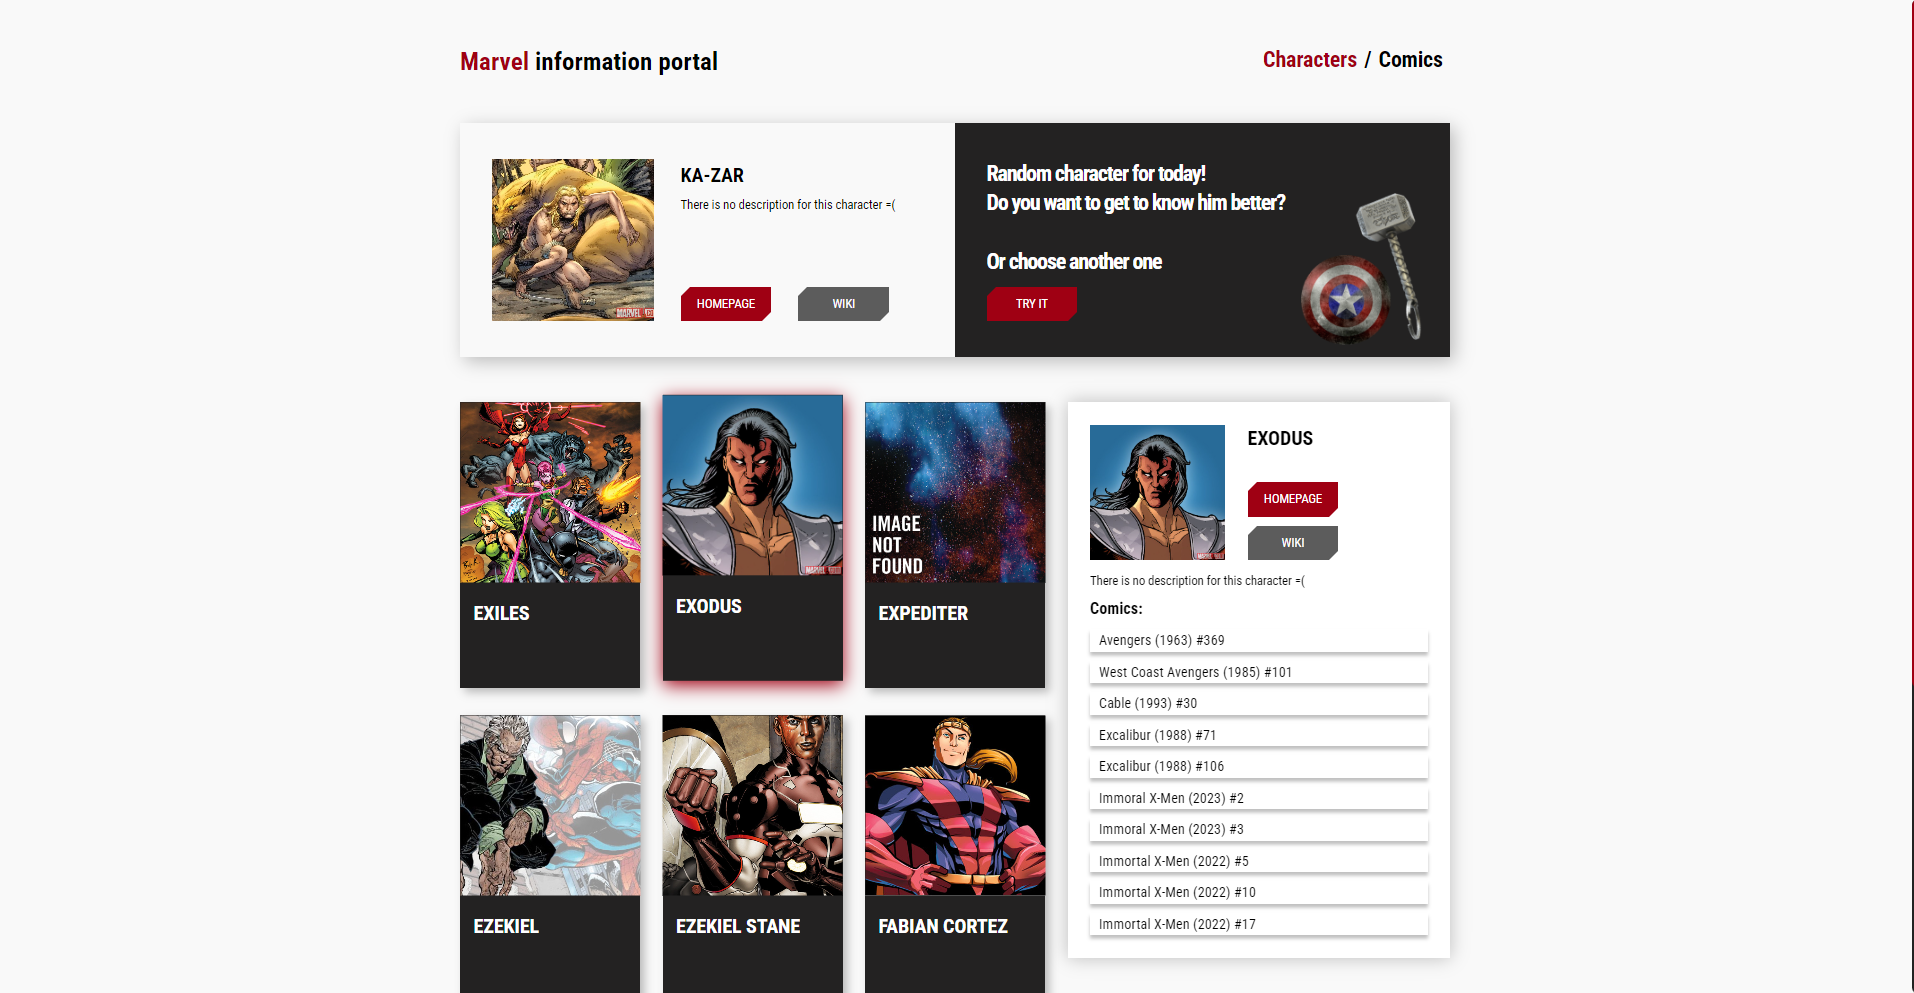 Marvel information portal
Characters / Comics
KA-ZAR
There is no description for this character =(
HOMEPAGE
WIKI
Random character for today!
Do you want to get to know him better?
Or choose another one
TRY IT
EXILES
EXODUS
IMAGE
NOT
FOUND
EXPEDITER
EZEKIEL
EZEKIEL STANE
FABIAN CORTEZ
EXODUS
HOMEPAGE
WIKI
There is no description for this character =(
Comics:
Avengers (1963) #369
West Coast Avengers (1985) #101
Cable (1993) #30
Excalibur (1988) #71
Excalibur (1988) #106
Immoral X-Men (2023) #2
Immoral X-Men (2023) #3
Immortal X-Men (2022) #5
Immortal X-Men (2022) #10
Immortal X-Men (2022) #17